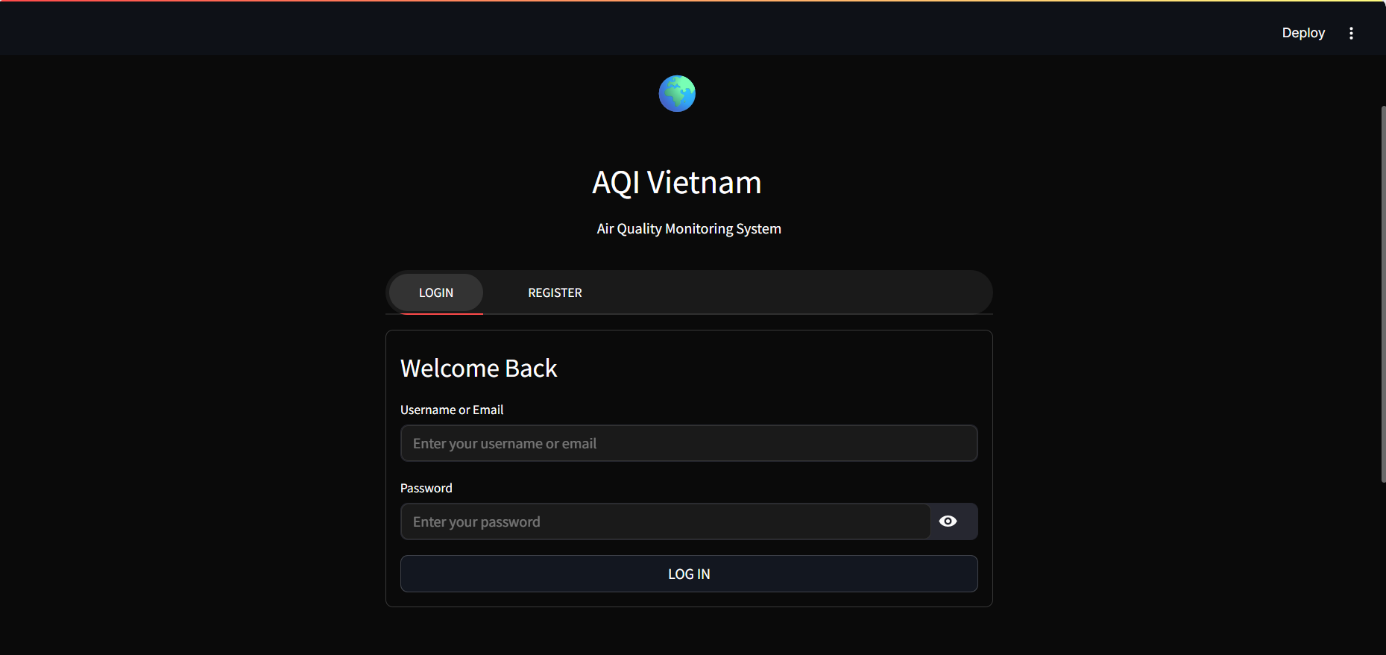 Deploy
AQI Vietnam
Air Quality Monitoring System
LOGIN REGISTER
Welcome Back
Username or Email
Enter your username or email
Password
Enter your password
LOG IN